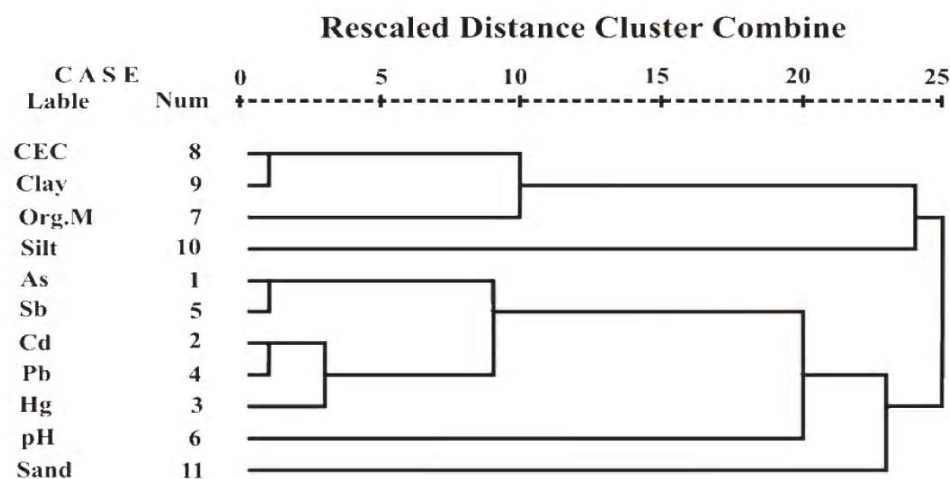 Rescaled Distance Cluster Combine
C A S E 0 5 10 15 20 25
Lable Num
CEC 8
Clay 9
Org.M 7
Silt 10
As 1
Sb 5
Cd 2
Pb 4
Hg 3
pH 6
Sand 11